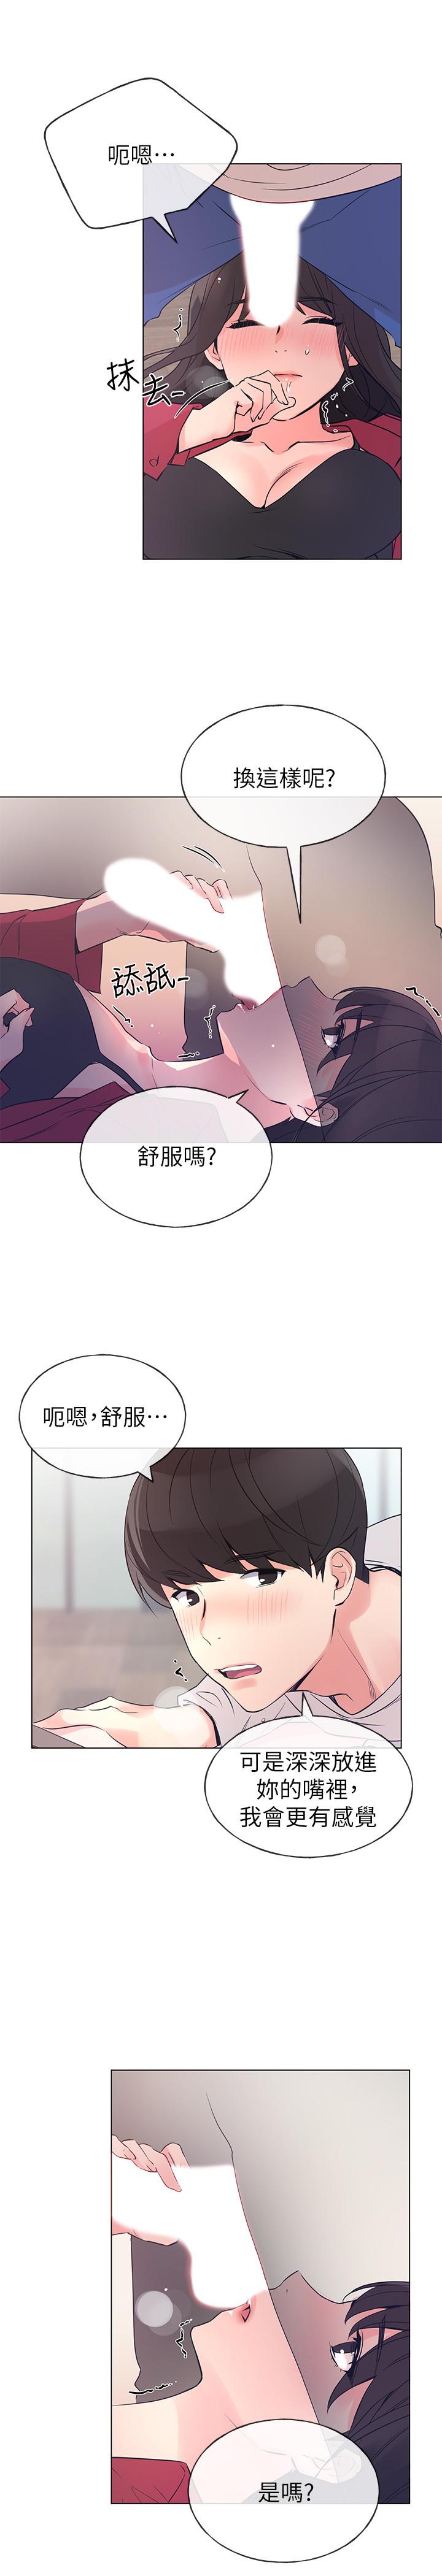 呃嗯…
抹去-
換這樣呢?
舔舐-
舒服嗎?
呃嗯,舒服…
可是深深放進
妳的嘴裡,
我會更有感覺
是嗎?